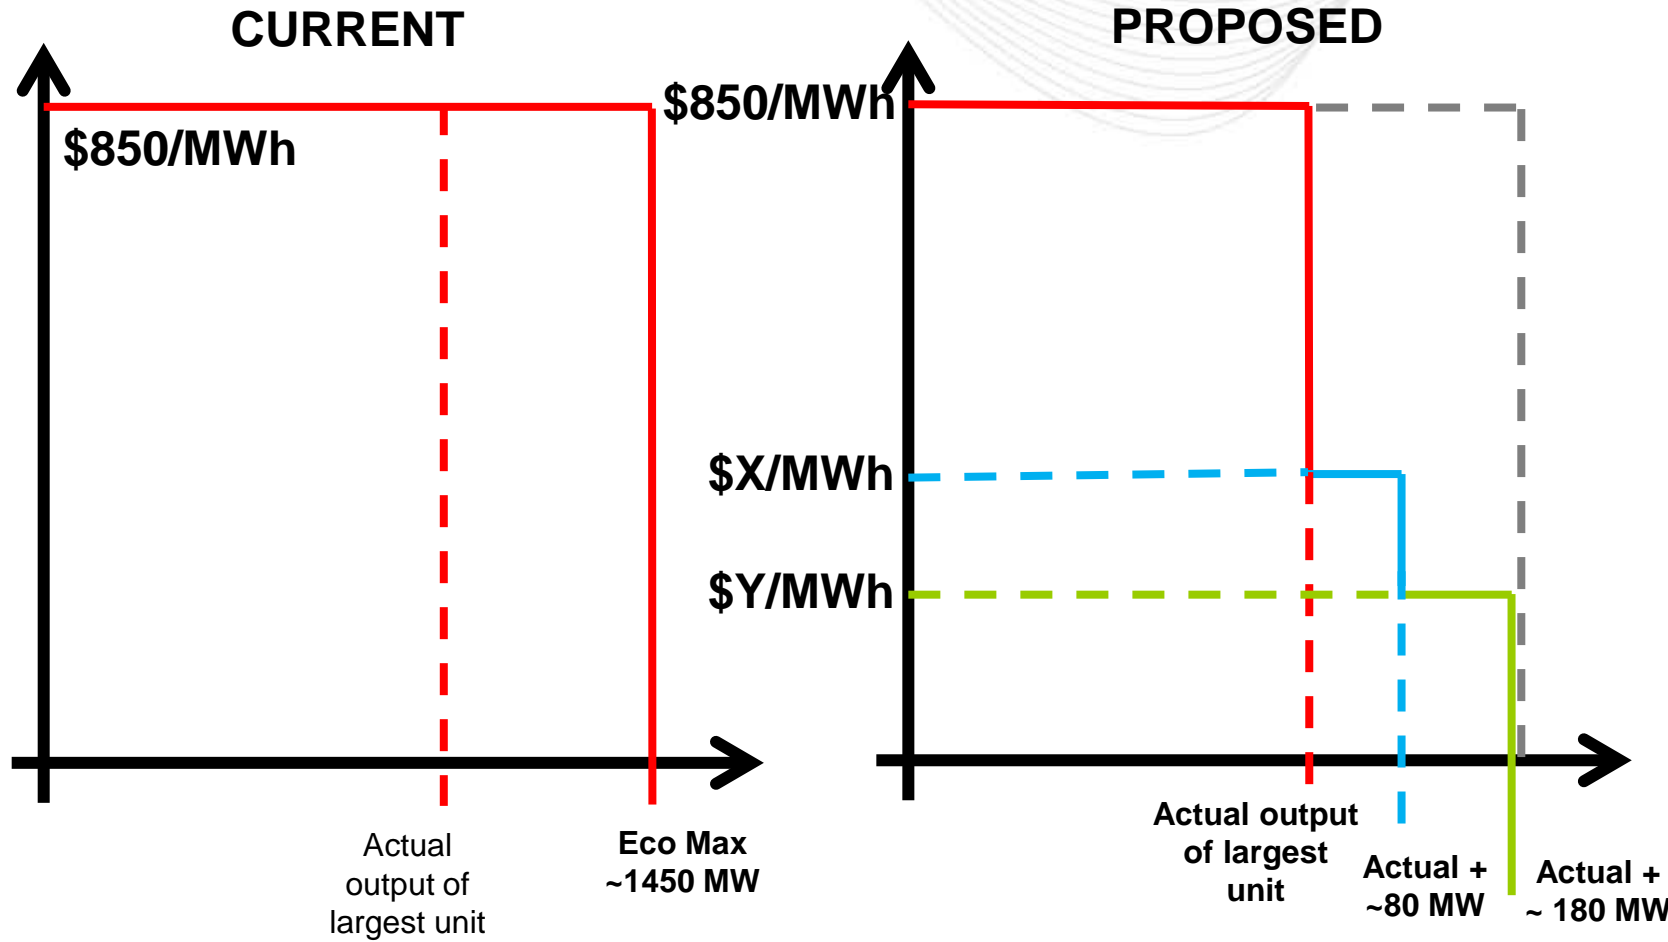 CURRENT
$850/MWh
Actual
output of
largest unit
Eco Max
~1450 MW
PROPOSED
$850/MWh
$X/MWh
$Y/MWh
Actual output
of largest
unit
Actual +
~80 MW
Actual +
~ 180 MW